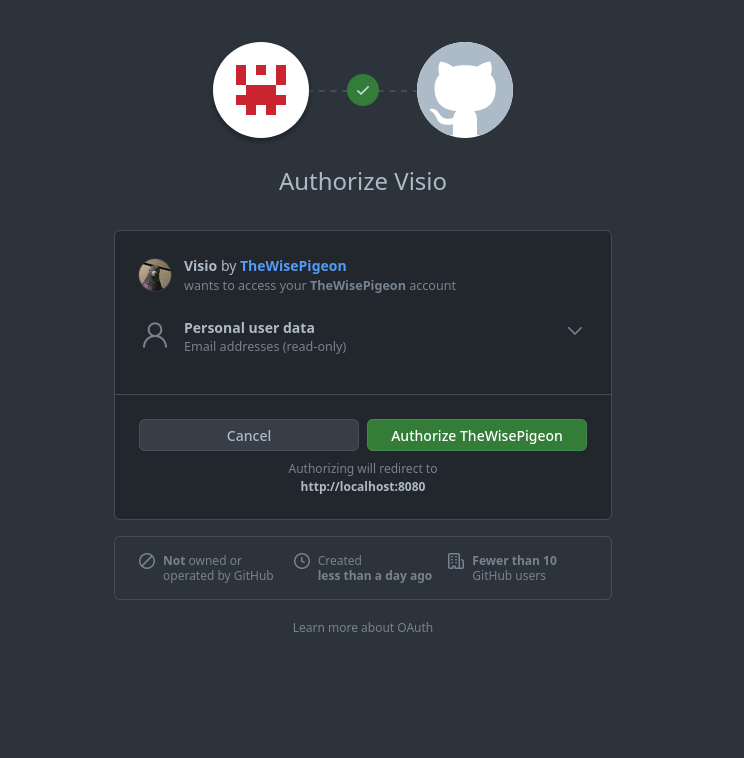 Authorize Visio
Visio by TheWisePigeon
wants to access your TheWisePigeon account
Personal user data
Email addresses (read-only)
Cancel
Authorize TheWisePigeon
Authorizing will redirect to
http://localhost:8080
Not owned or
operated by GitHub
Created
less than a day ago
Fewer than 10
GitHub users
Learn more about OAuth